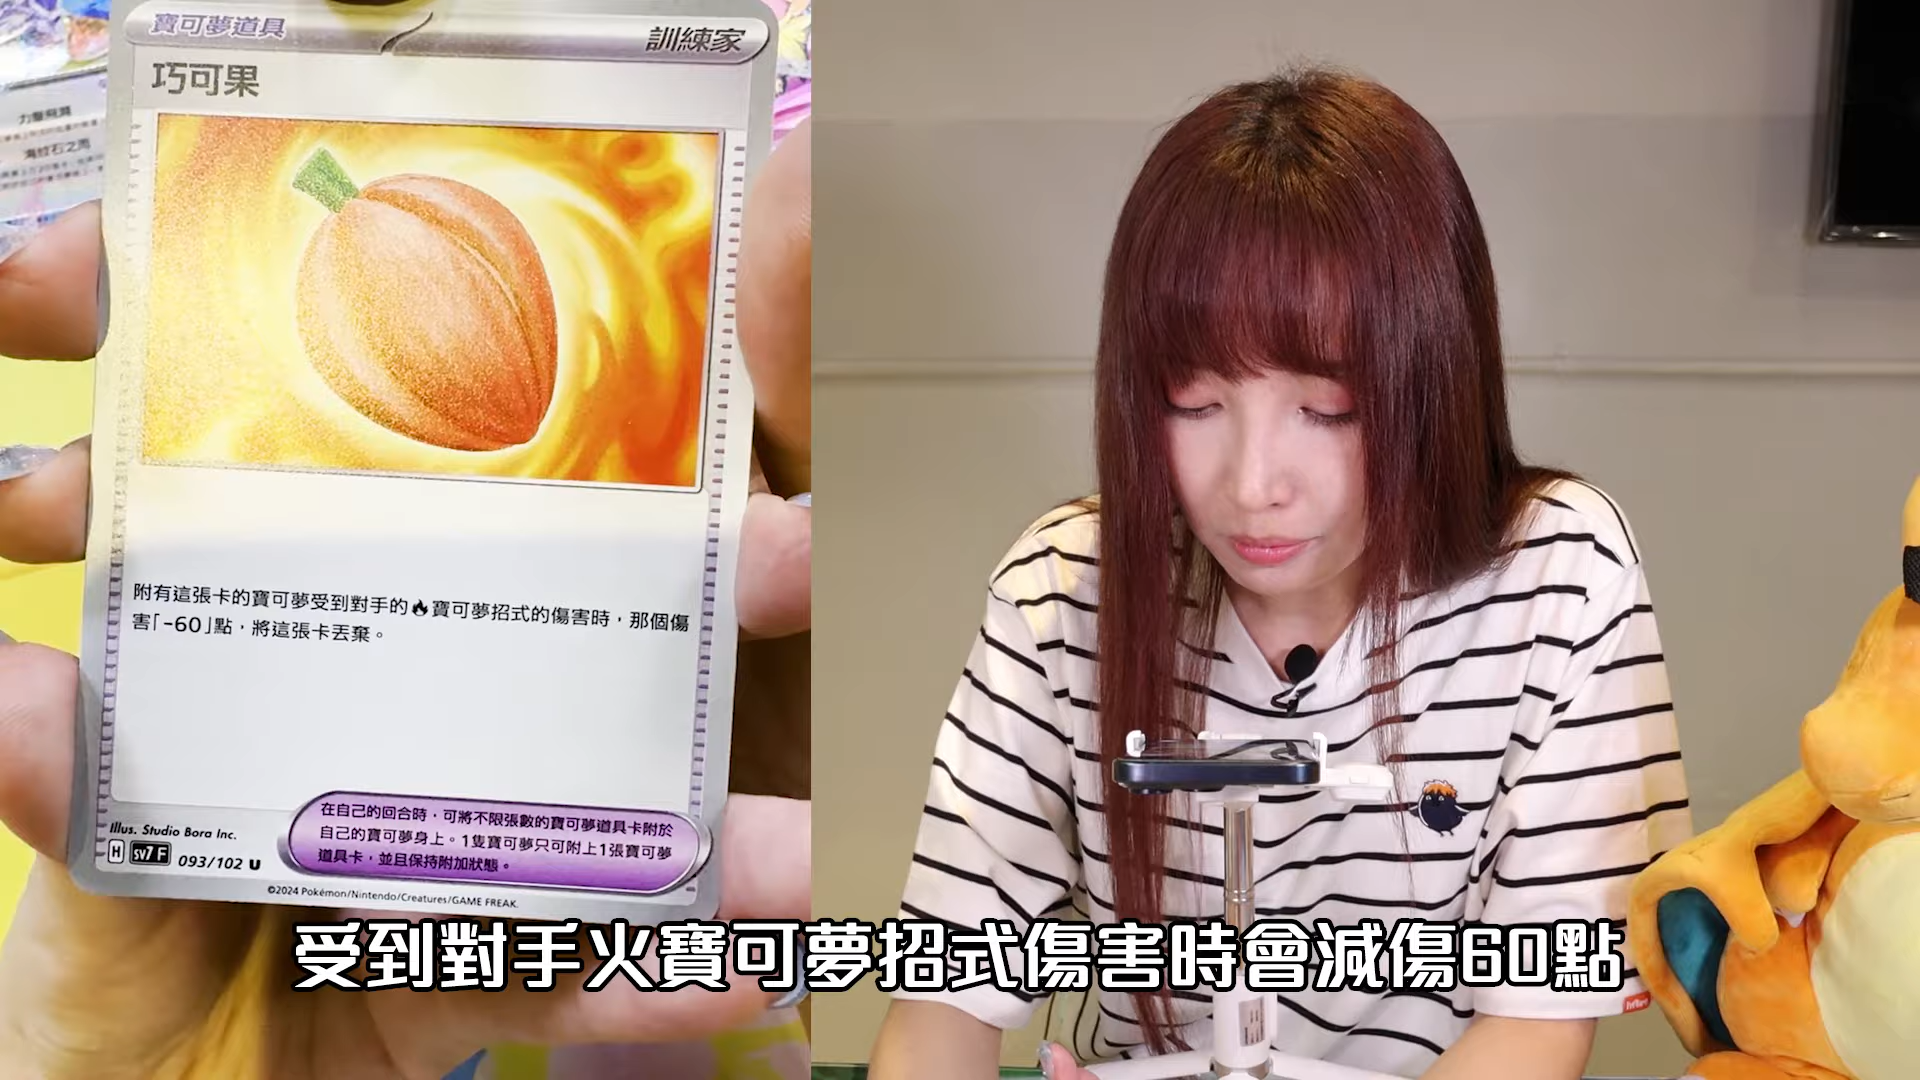 寶可夢道具
訓練家
巧可果
海紋石之雨
附有這張卡的寶可夢受到對手的🔥寶可夢招式的傷害時，那個傷
害「-60」點，將這張卡丟棄。
在自己的回合時，可將不限張數的寶可夢道具卡附於
自己的寶可夢身上。1隻寶可夢只可附上1張寶可夢
道具卡，並且保持附加狀態。
Illus. Studio Bora Inc.
H sv7 F 093/102 U
©2024 Pokémon/Nintendo/Creatures/GAME FREAK.
受到對手火寶可夢招式傷害時會減傷60點